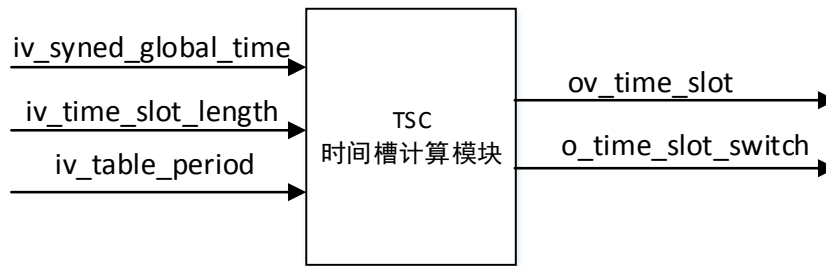 iv_syned_global_time
iv_time_slot_length
iv_table_period
TSC
时间槽计算模块
ov_time_slot
o_time_slot_switch